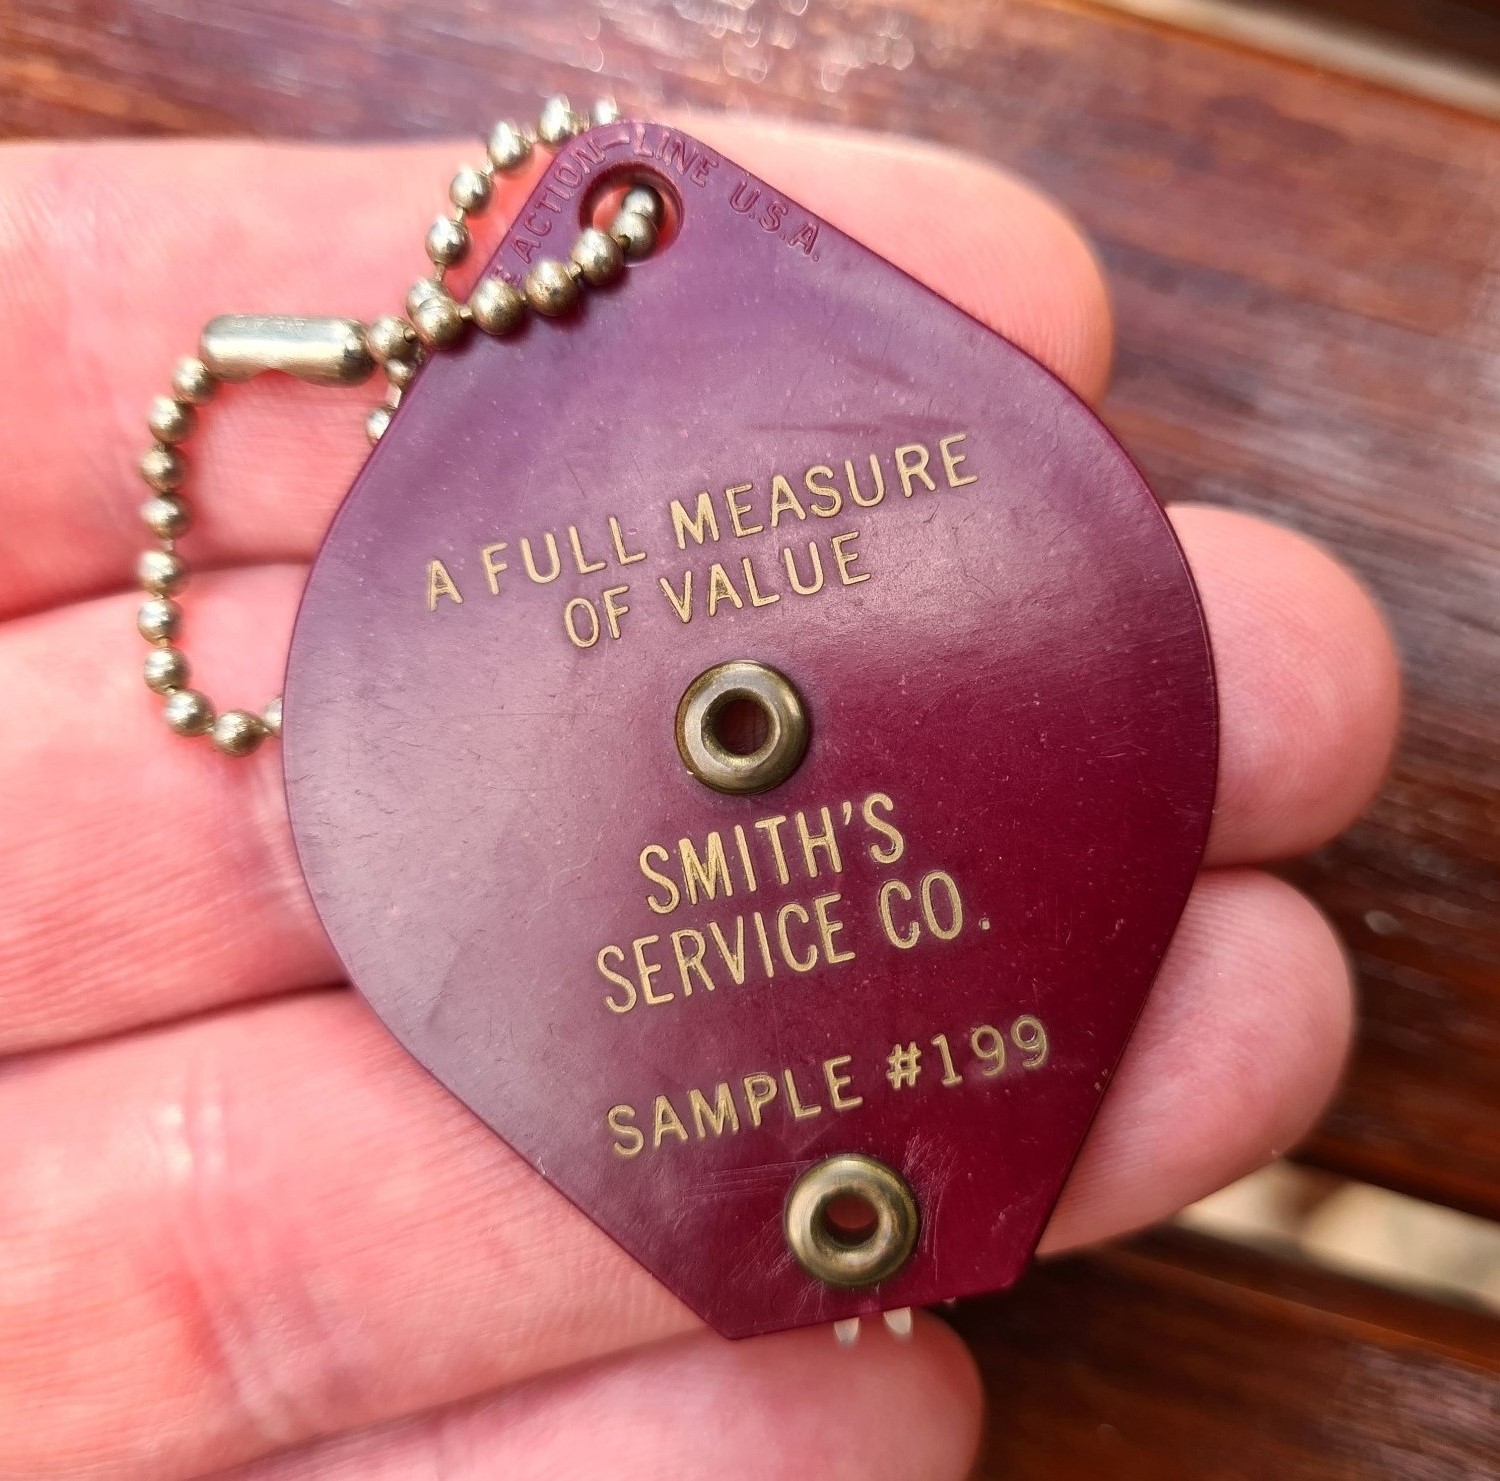 ACTION-LINE U.S.A.
A FULL MEASURE
OF VALUE
SMITH'S
SERVICE CO.
SAMPLE #199